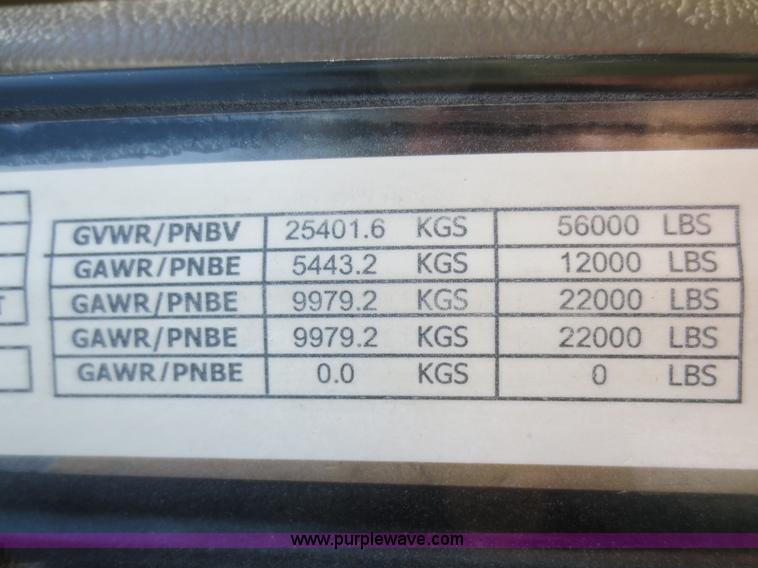 GVWR/PNBV 25401.6 KGS 56000 LBS
GAWR/PNBE 5443.2 KGS 12000 LBS
GAWR/PNBE 9979.2 KGS 22000 LBS
T GAWR/PNBE 9979.2 KGS 22000 LBS
GAWR/PNBE 0.0 KGS 0 LBS
www.purplewave.com